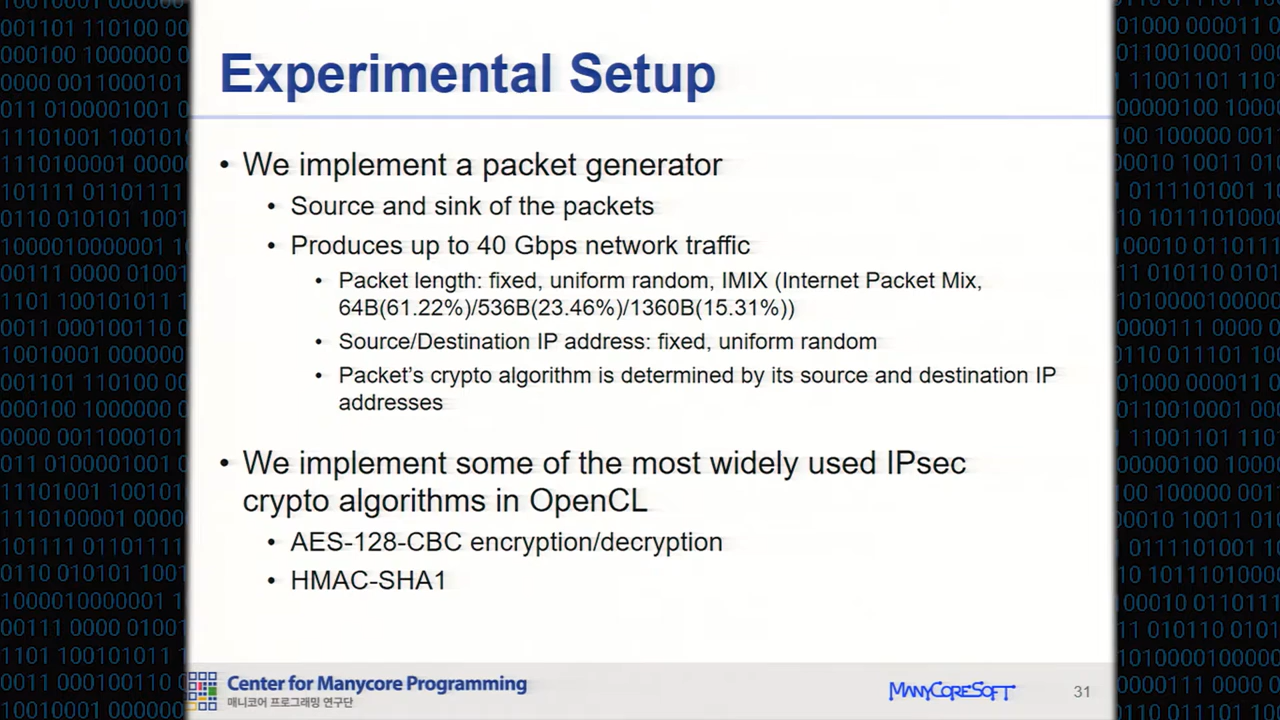 Experimental Setup
• We implement a packet generator
• Source and sink of the packets
• Produces up to 40 Gbps network traffic
• Packet length: fixed, uniform random, IMIX (Internet Packet Mix,
64B(61.22%)/536B(23.46%)/1360B(15.31%))
• Source/Destination IP address: fixed, uniform random
• Packet's crypto algorithm is determined by its source and destination IP
addresses
• We implement some of the most widely used IPsec
crypto algorithms in OpenCL
• AES-128-CBC encryption/decryption
• HMAC-SHA1
Center for Manycore Programming
매니코어 프로그래밍 연구단
MANYCORESOFT
31